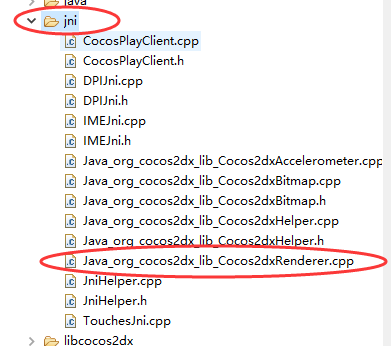 java
jni
CocosPlayClient.cpp
CocosPlayClient.h
DPIJni.cpp
DPIJni.h
IMEJni.cpp
IMEJni.h
Java_org_cocos2dx_lib_Cocos2dxAccelerometer.cpp
Java_org_cocos2dx_lib_Cocos2dxBitmap.cpp
Java_org_cocos2dx_lib_Cocos2dxBitmap.h
Java_org_cocos2dx_lib_Cocos2dxHelper.cpp
Java_org_cocos2dx_lib_Cocos2dxHelper.h
Java_org_cocos2dx_lib_Cocos2dxRenderer.cpp
JniHelper.cpp
JniHelper.h
TouchesJni.cpp
libcocos2dx